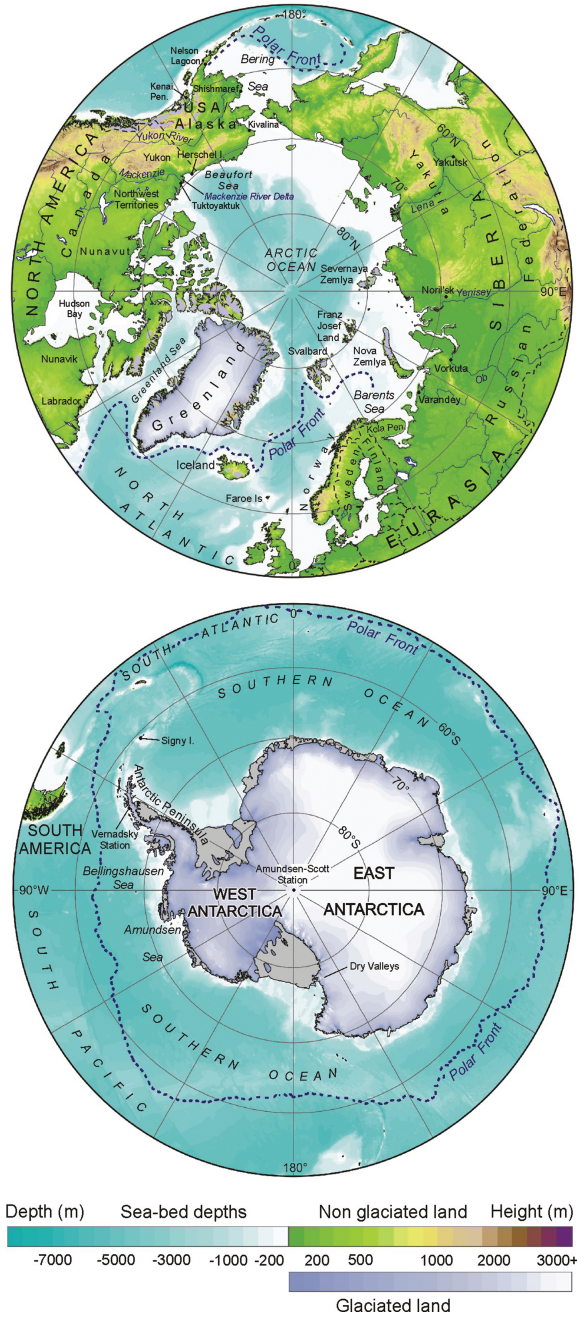 180°
Polar Front
Nelson
Lagoon
Bering
Sea
Kenai
Pen.
Shishmaref
USA
Alaska
Kivalina
Yukon River
Yukon
Herschel I.
60°N
Yakutsk
Yakutia
Beaufort
Sea
Mackenzie
Mackenzie River Delta
Tuktoyaktuk
70°
Lena
Northwest
Territories
NORTH AMERICA
Canada
80°N
ARCTIC
OCEAN
Nunavut
Severnaya
Zemlya
Noril'sk
Yenisey
90°E
SIBERIA
Russian Federation
Hudson
Bay
Franz
Josef
Land
Greenland Sea
Svalbard
Nova
Zemlya
Nunavik
Greenland
Vorkuta
Ob
Labrador
Barents
Sea
Varandey
Polar Front
Kola Pen.
Iceland
Norway
Sweden
Finland
NORTH
ATLANTIC
Faroe Is
EURASIA
0°
0°
SOUTH ATLANTIC
Polar Front
SOUTHERN OCEAN
60°S
Signy I.
70°
Antarctic Peninsula
SOUTH
AMERICA
Vernadsky
Station
80°S
Bellingshausen
Sea
Amundsen-Scott
Station
EAST
ANTARCTICA
90°W
WEST
ANTARCTICA
90°E
Amundsen
Sea
Dry Valleys
SOUTH PACIFIC
SOUTHERN OCEAN
Polar Front
180°
Depth (m) Sea-bed depths Non glaciated land Height (m)
-7000 -5000 -3000 -1000 -200 200 500 1000 2000 3000+
Glaciated land